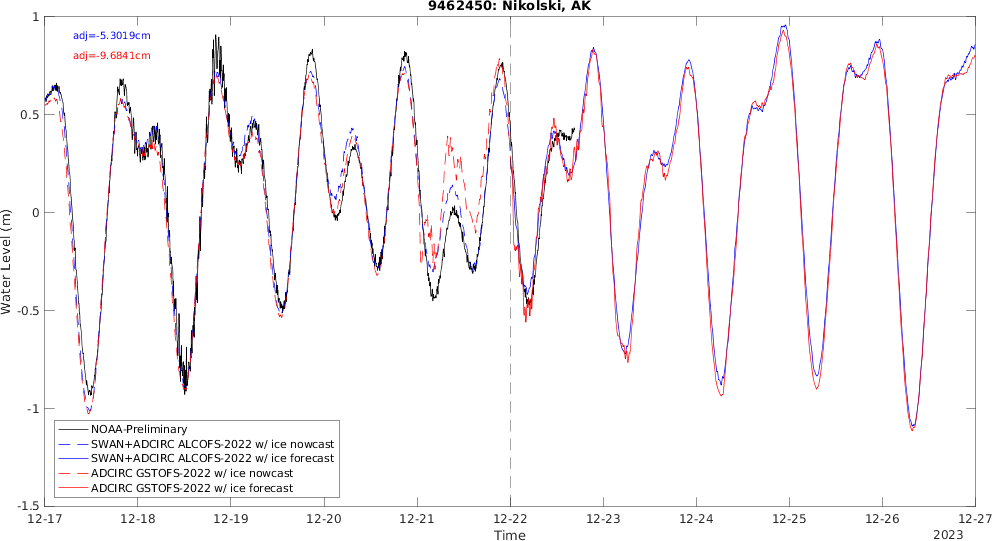 9462450: Nikolski, AK
adj=-5.3019cm
adj=-9.6841cm
Water Level (m)
1
0.5
0
-0.5
-1
-1.5
NOAA-Preliminary
SWAN+ADCIRC ALCOFS-2022 w/ ice nowcast
SWAN+ADCIRC ALCOFS-2022 w/ ice forecast
ADCIRC GSTOFS-2022 w/ ice nowcast
ADCIRC GSTOFS-2022 w/ ice forecast
12-17 12-18 12-19 12-20 12-21 12-22 12-23 12-24 12-25 12-26 12-27
Time
2023